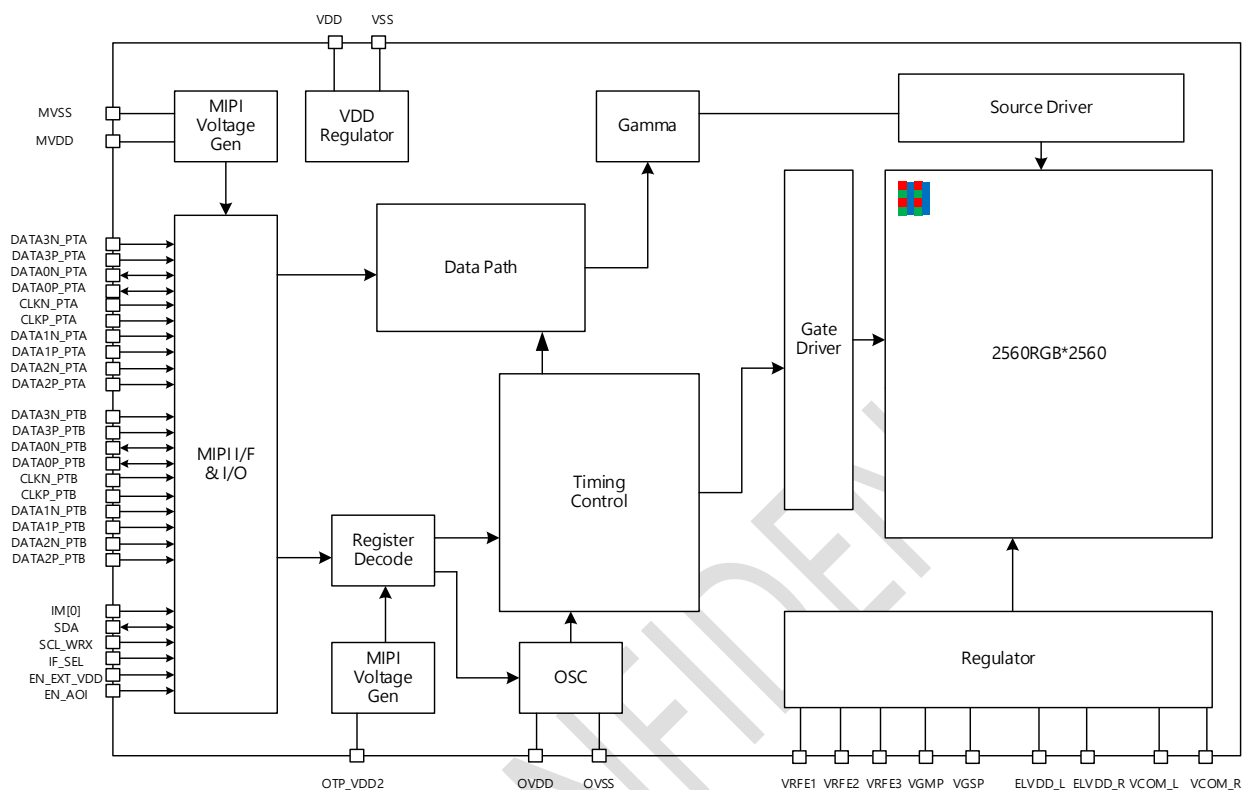 VDD
VSS
MVSS
MVDD
MIPI
Voltage
Gen
VDD
Regulator
Gamma
Source Driver
DATA3N_PTA
DATA3P_PTA
DATA0N_PTA
DATA0P_PTA
CLKN_PTA
CLKP_PTA
DATA1N_PTA
DATA1P_PTA
DATA2N_PTA
DATA2P_PTA
DATA3N_PTB
DATA3P_PTB
DATA0N_PTB
DATA0P_PTB
CLKN_PTB
CLKP_PTB
DATA1N_PTB
DATA1P_PTB
DATA2N_PTB
DATA2P_PTB
IM[0]
SDA
SCL_WRX
IF_SEL
EN_EXT_VDD
EN_AOI
MIPI I/F
& I/O
Data Path
Gate
Driver
2560RGB*2560
Timing
Control
Register
Decode
MIPI
Voltage
Gen
OSC
Regulator
OTP_VDD2
OVDD
OVSS
VRFE1
VRFE2
VRFE3
VGMP
VGSP
ELVDD_L
ELVDD_R
VCOM_L
VCOM_R
NFIDEN